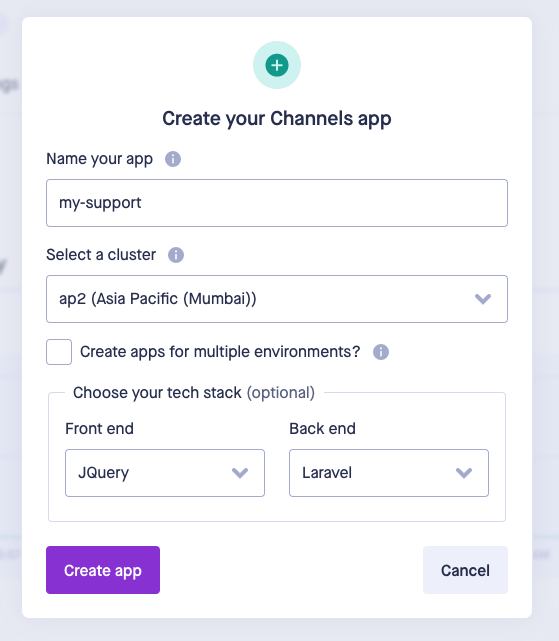 Create your Channels app
Name your app
my-support
Select a cluster
ap2 (Asia Pacific (Mumbai))
Create apps for multiple environments?
Choose your tech stack (optional)
Front end Back end
JQuery Laravel
Create app Cancel